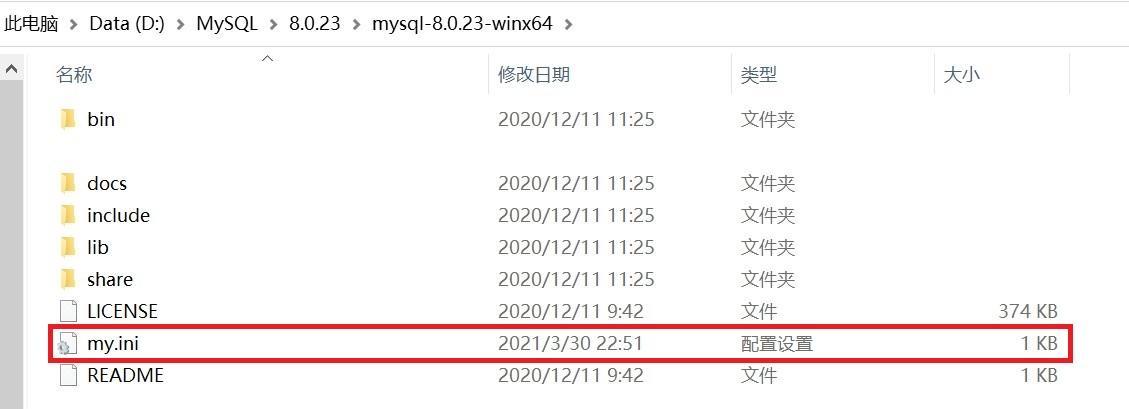 此电脑 > Data (D:) > MySQL > 8.0.23 > mysql-8.0.23-winx64 >
名称 修改日期 类型 大小
bin 2020/12/11 11:25 文件夹
docs 2020/12/11 11:25 文件夹
include 2020/12/11 11:25 文件夹
lib 2020/12/11 11:25 文件夹
share 2020/12/11 11:25 文件夹
LICENSE 2020/12/11 9:42 文件 374 KB
my.ini 2021/3/30 22:51 配置设置 1 KB
README 2020/12/11 9:42 文件 1 KB